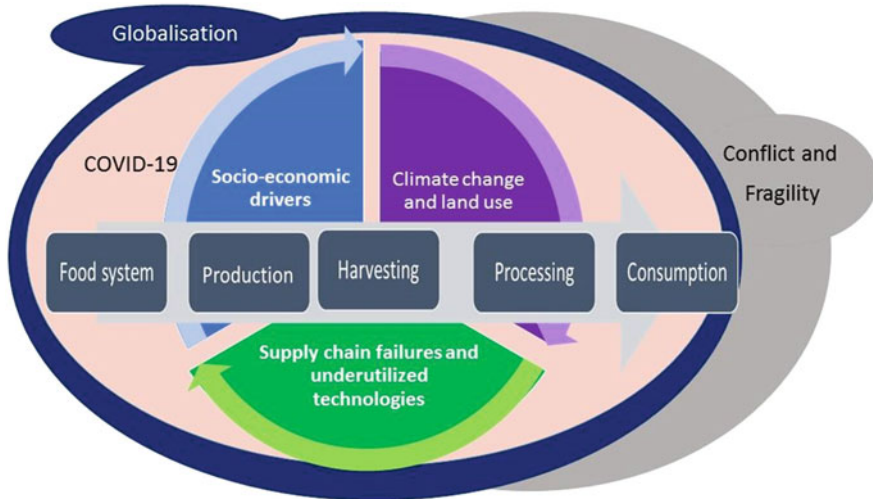 Globalisation
COVID-19
Socio-economic
drivers
Climate change
and land use
Conflict and
Fragility
Food system
Production
Harvesting
Processing
Consumption
Supply chain failures and
underutilized
technologies